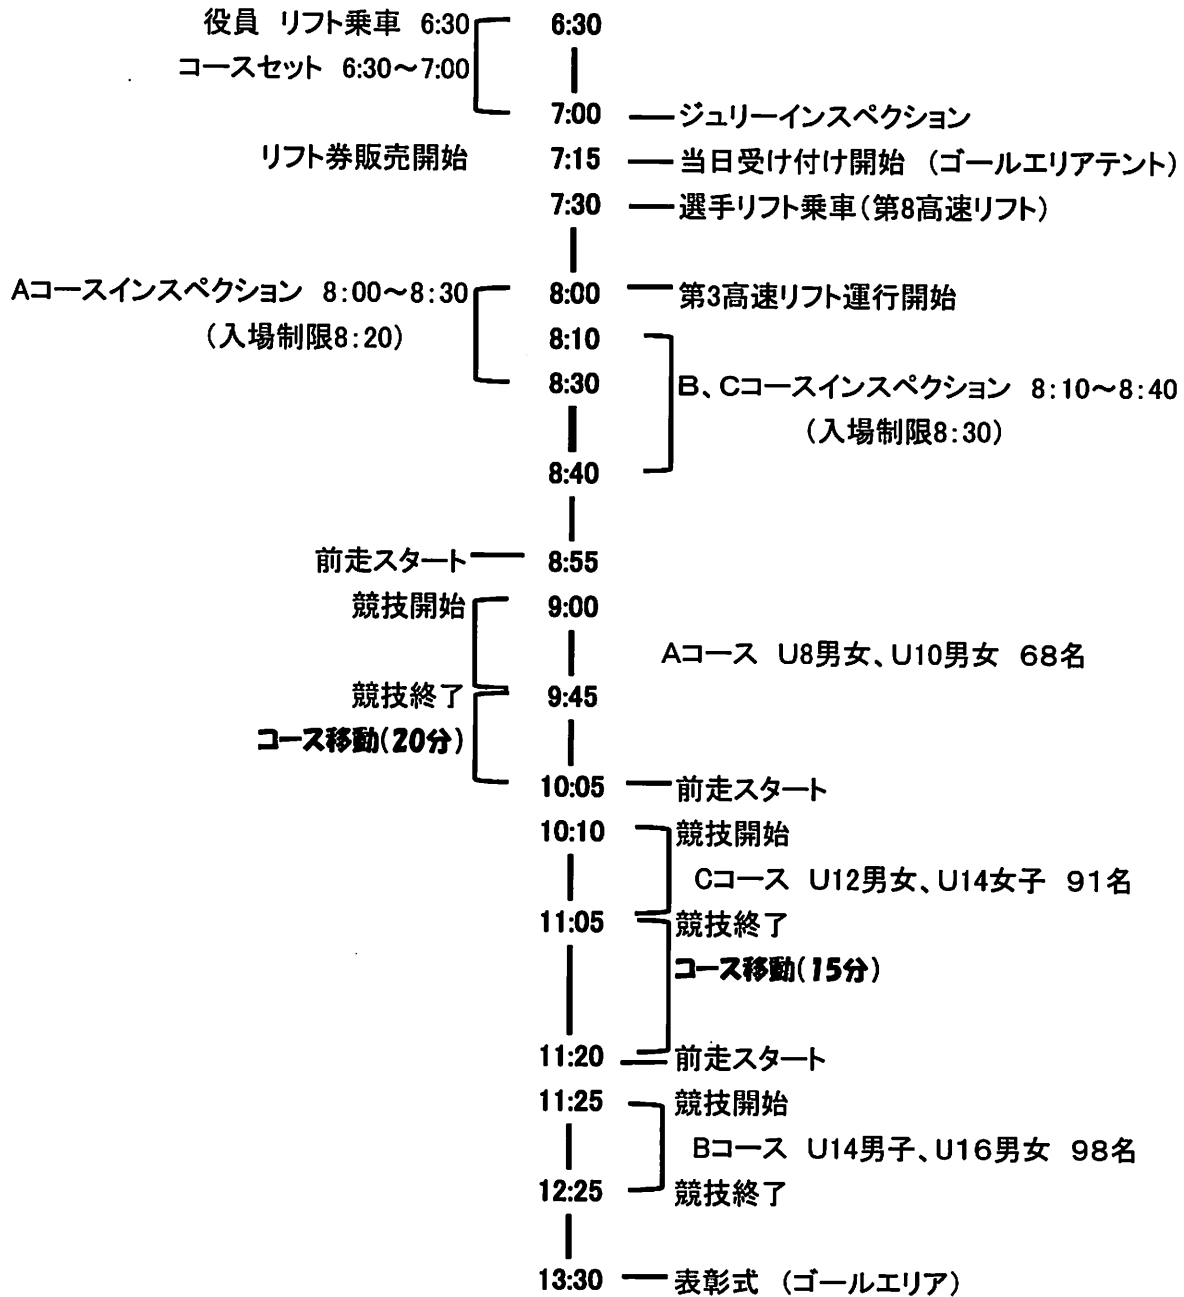 役員 リフト乗車 6:30 6:30
コースセット 6:30～7:00
7:00 ジュリーインスペクション
リフト券販売開始 7:15 当日受け付け開始 (ゴールエリアテント)
7:30 選手リフト乗車(第8高速リフト)
Aコースインスペクション 8:00～8:30 8:00 第3高速リフト運行開始
(入場制限8:20) 8:10
8:30 B、Cコースインスペクション 8:10～8:40
(入場制限8:30)
8:40
前走スタート 8:55
競技開始 9:00
Aコース U8男女、U10男女 68名
競技終了 9:45
コース移動(20分)
10:05 前走スタート
10:10 競技開始
Cコース U12男女、U14女子 91名
11:05 競技終了
コース移動(15分)
11:20 前走スタート
11:25 競技開始
Bコース U14男子、U16男女 98名
12:25 競技終了
13:30 表彰式 (ゴールエリア)